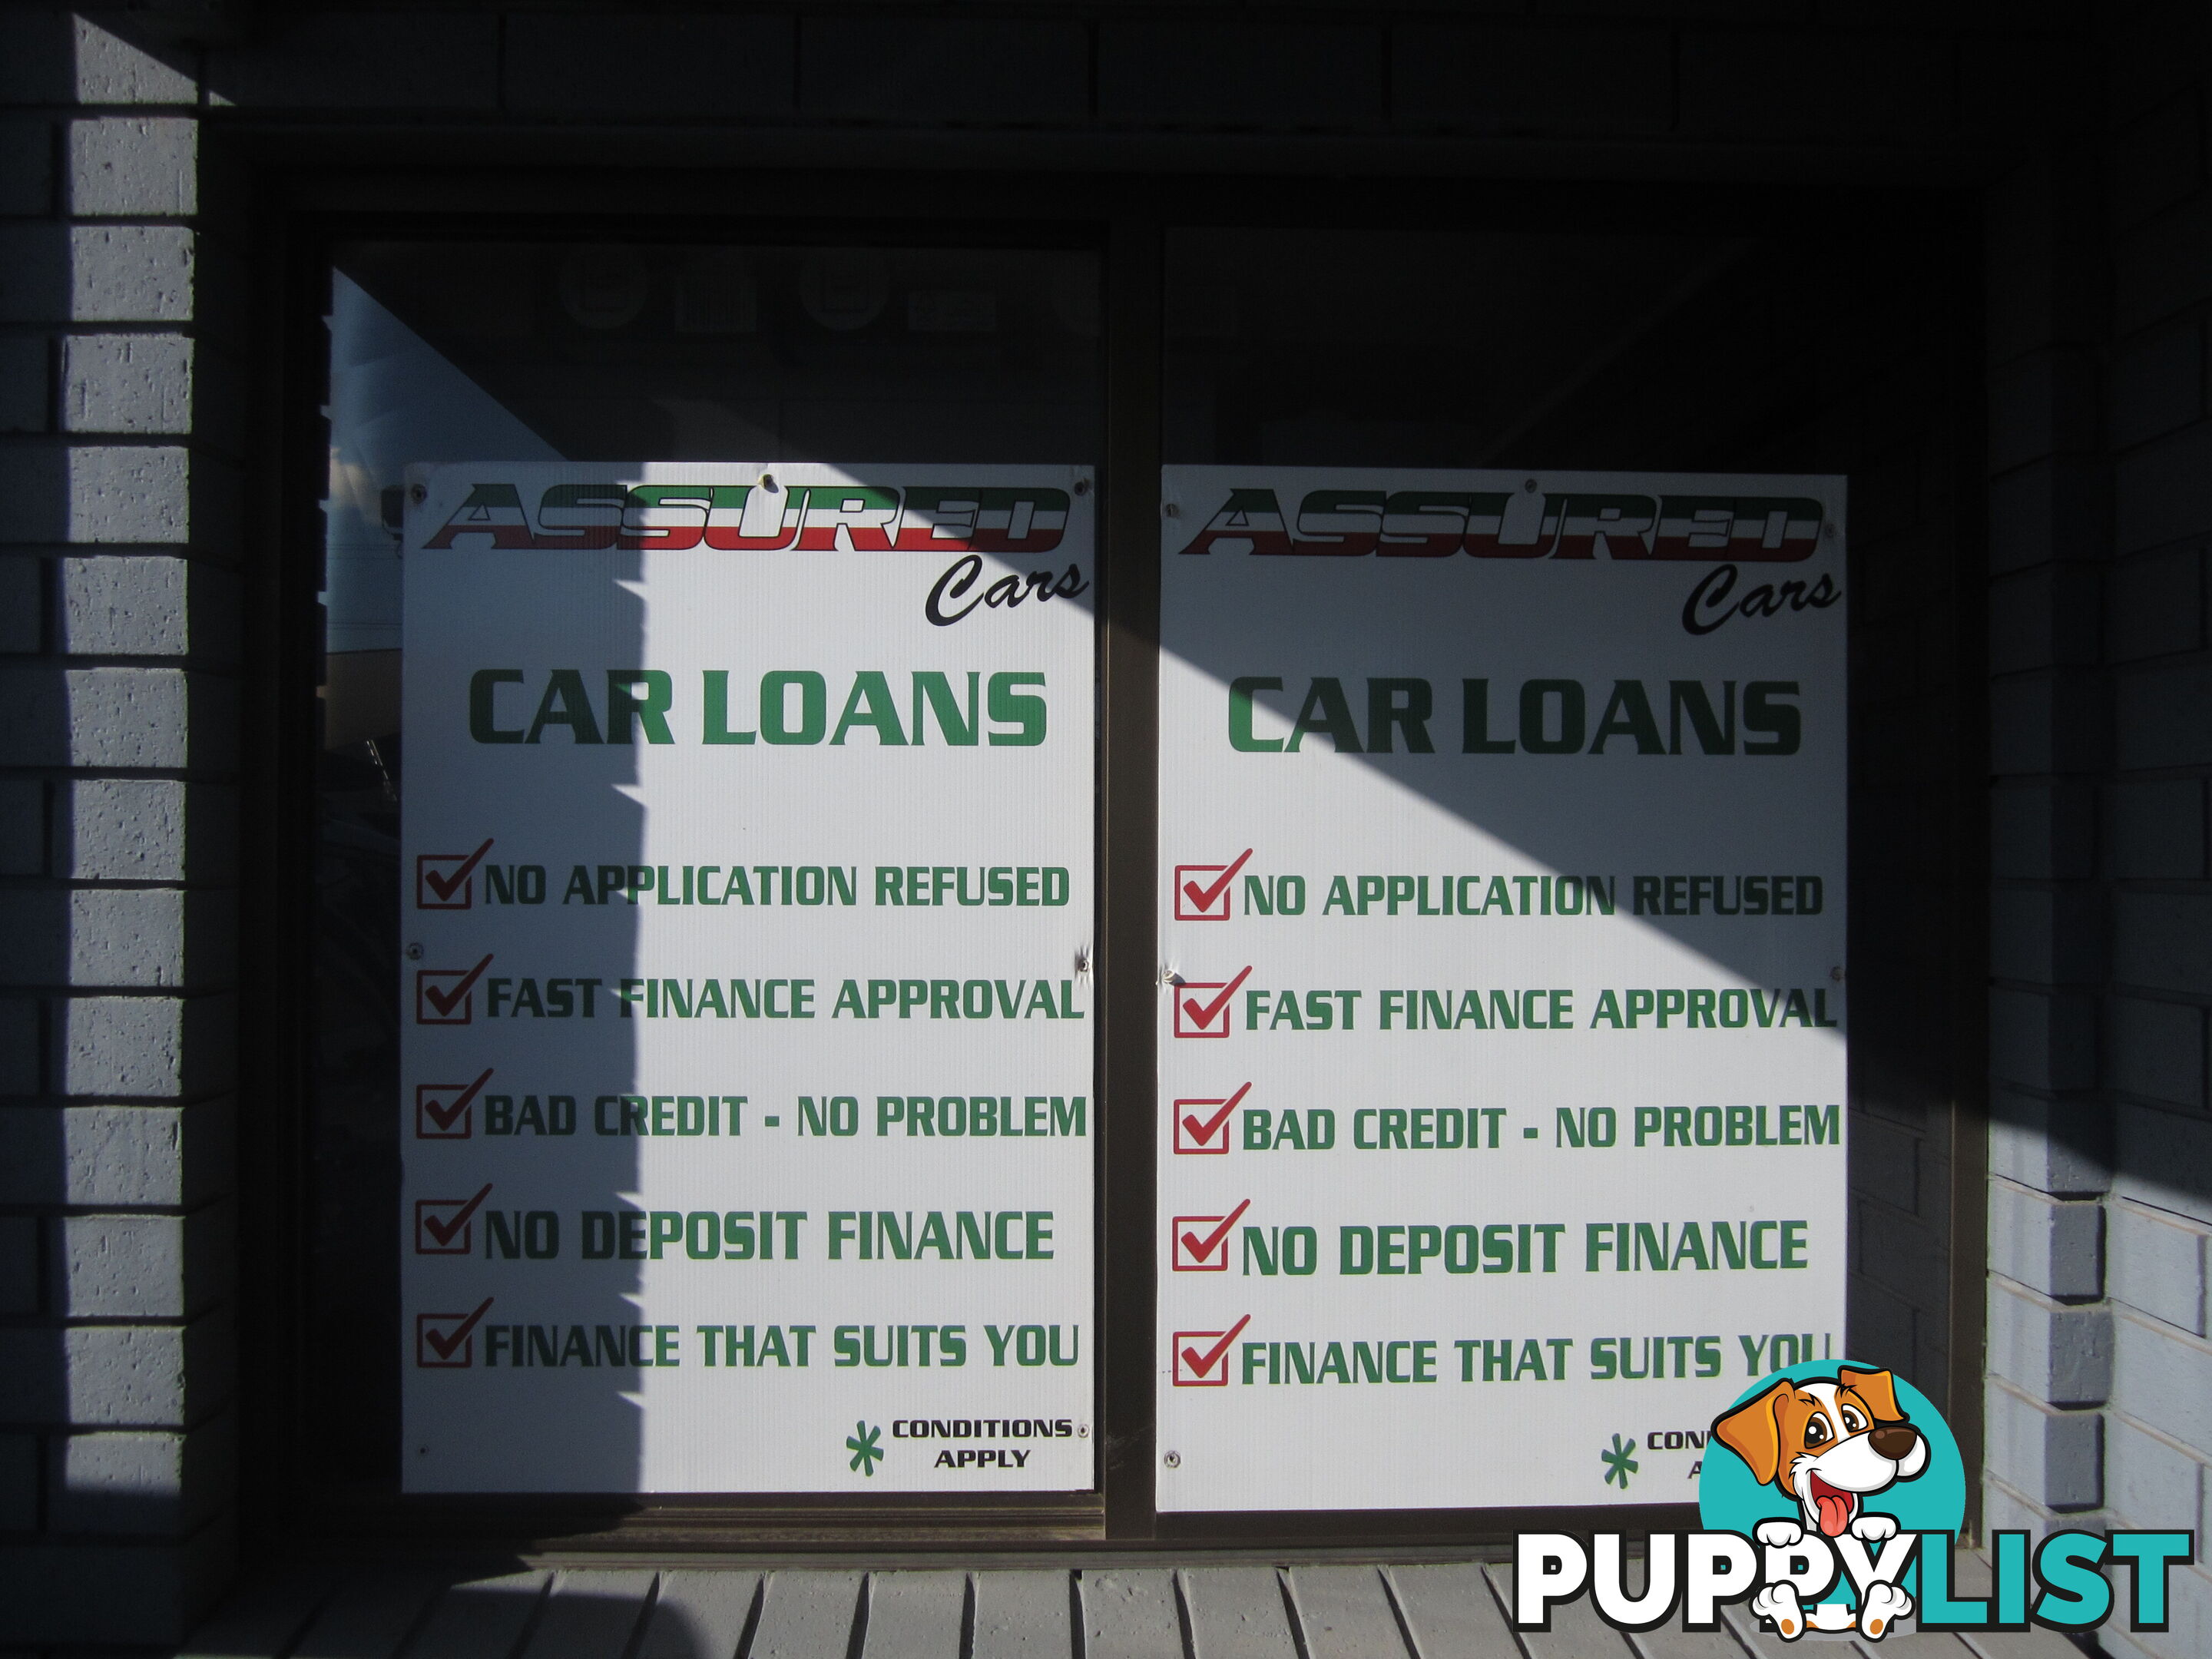 ASSURED
Cars
CAR LOANS
NO APPLICATION REFUSED
FAST FINANCE APPROVAL
BAD CREDIT - NO PROBLEM
NO DEPOSIT FINANCE
FINANCE THAT SUITS YOU
* CONDITIONS
APPLY
ASSURED
Cars
CAR LOANS
NO APPLICATION REFUSED
FAST FINANCE APPROVAL
BAD CREDIT - NO PROBLEM
NO DEPOSIT FINANCE
FINANCE THAT SUITS YOU
*
PUPPYLIST